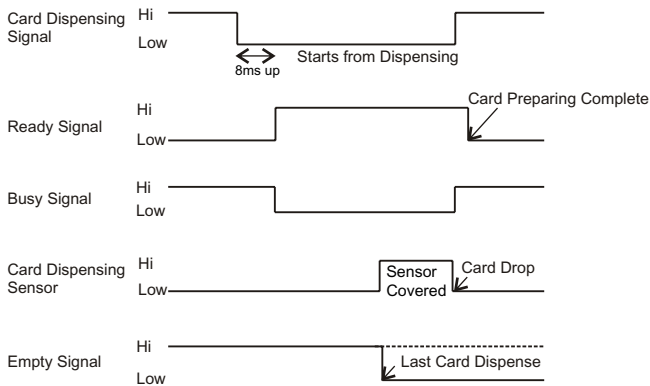 Card Dispensing
Signal
Hi
Low
Starts from Dispensing
8ms up
Ready Signal
Hi
Low
Card Preparing Complete
Busy Signal
Hi
Low
Card Dispensing
Sensor
Hi
Low
Sensor
Covered
Card Drop
Empty Signal
Hi
Low
Last Card Dispense